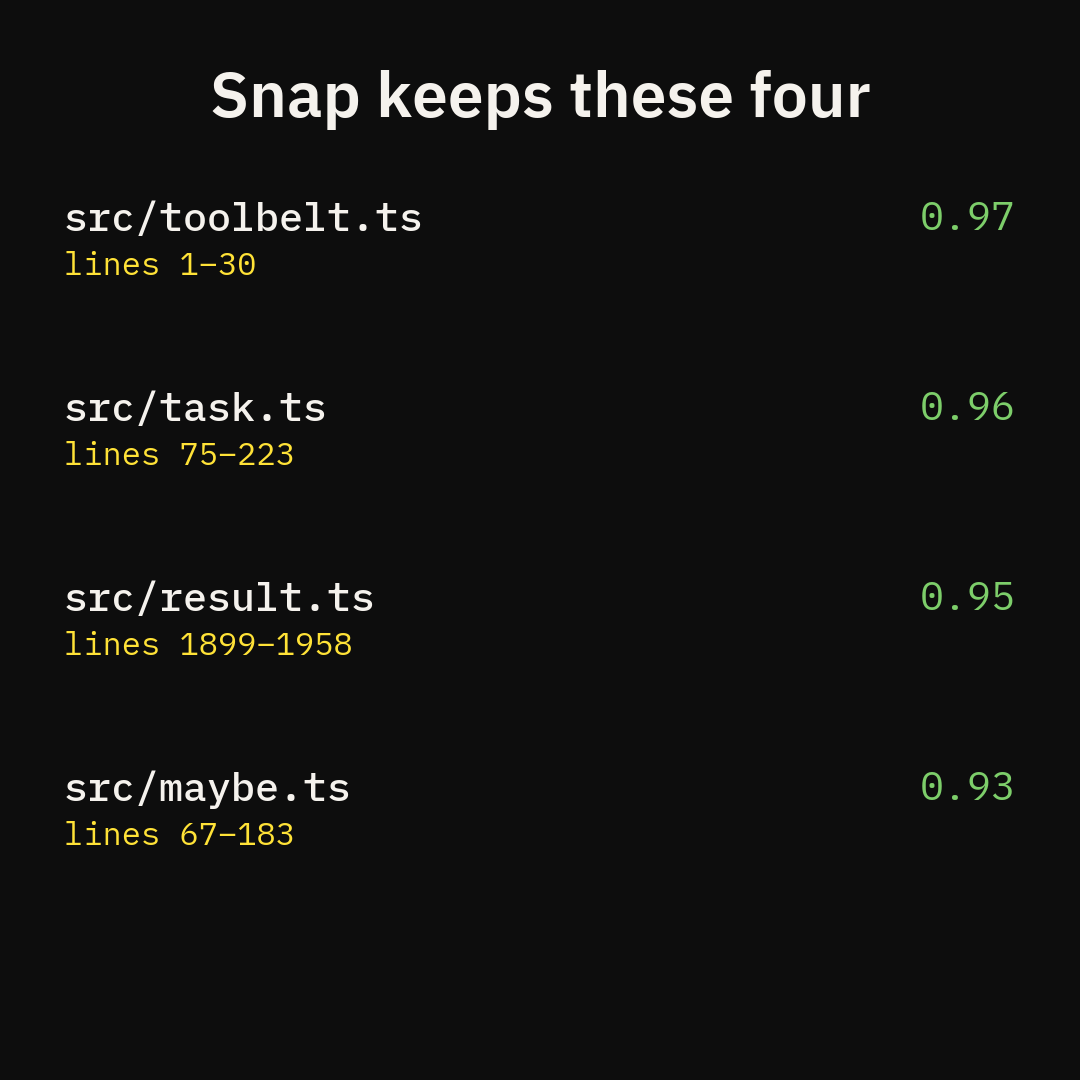 Snap keeps these four
src/toolbelt.ts 0.97
lines 1–30
src/task.ts 0.96
lines 75–223
src/result.ts 0.95
lines 1899–1958
src/maybe.ts 0.93
lines 67–183